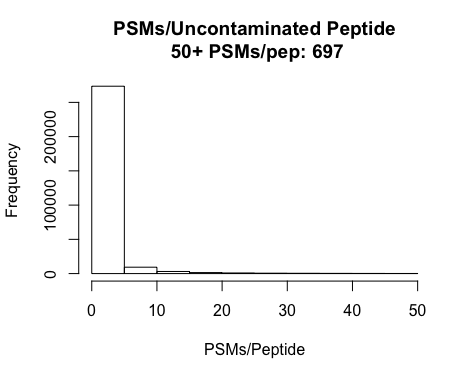 PSMs/Uncontaminated Peptide
50+ PSMs/pep: 697
Frequency
200000
100000
0
0 10 20 30 40 50
PSMs/Peptide